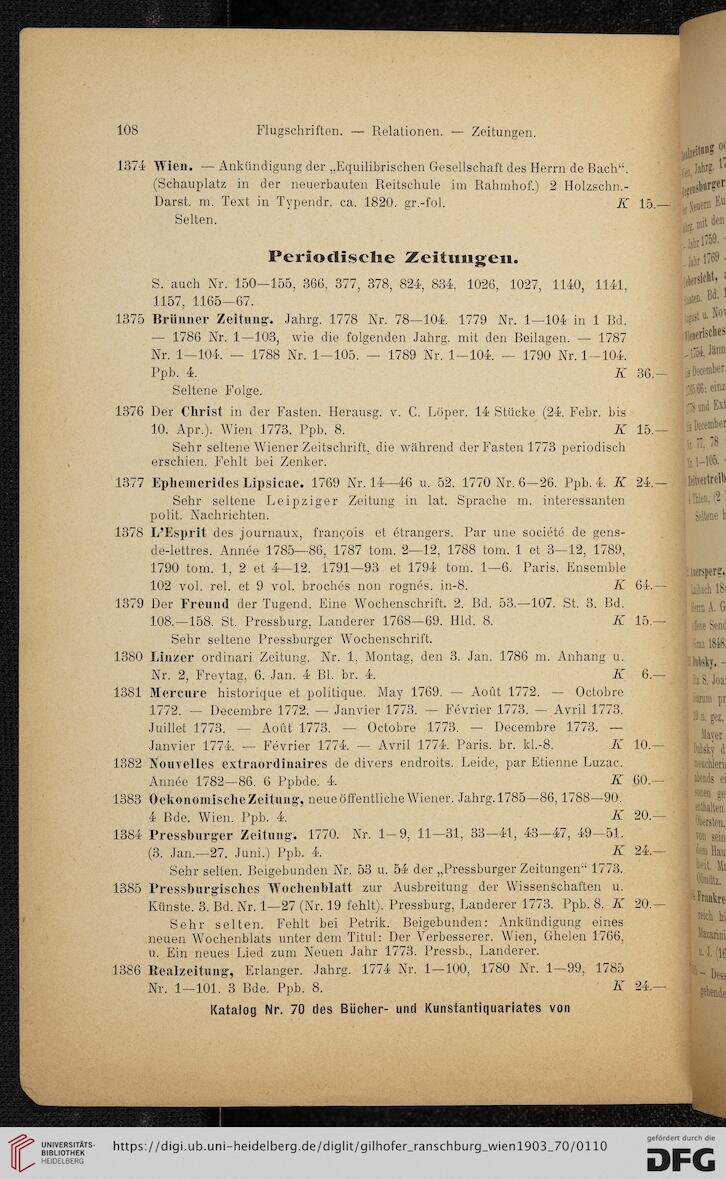 108 Flugschriften. — Relationen. — Zeitungen.
1374 Wien. — Ankündigung der „Equilibrischen Gesellschaft des Herrn de Bach“.
(Schauplatz in der neuerbauten Reitschule im Rahmhof.) 2 Holzschn.-
Darst. m. Text in Typendr. ca. 1820. gr.-fol. K 15.—
Selten.
Periodische Zeitungen.
S. auch Nr. 150—155, 366, 377, 378, 824, 834, 1026, 1027, 1140, 1141,
1157, 1165—67.
1375 Brünner Zeitung. Jahrg. 1778 Nr. 78—104. 1779 Nr. 1—104 in 1 Bd.
— 1786 Nr. 1—103, wie die folgenden Jahrg. mit den Beilagen. — 1787
Nr. 1—104. — 1788 Nr. 1—105. — 1789 Nr. 1—104. — 1790 Nr. 1—104.
Ppb. 4. K 36.—
Seltene Folge.
1376 Der Christ in der Fasten. Herausg. v. C. Löper. 14 Stücke (24. Febr. bis
10. Apr.). Wien 1773. Ppb. 8. K 15.—
Sehr seltene Wiener Zeitschrift, die während der Fasten 1773 periodisch
erschien. Fehlt bei Zenker.
1377 Ephemerides Lipsicae. 1769 Nr. 14—46 u. 52. 1770 Nr. 6—26. Ppb. 4. K 24.—
Sehr seltene Leipziger Zeitung in lat. Sprache m. interessanten
polit. Nachrichten.
1378 L'Esprit des journaux, françois et étrangers. Par une société de gens-
de-lettres. Année 1785—86, 1787 tom. 2—12, 1788 tom. 1 et 3—12, 1789,
1790 tom. 1, 2 et 4—12. 1791—93 et 1794 tom. 1—6. Paris. Ensemble
102 vol. rel. et 9 vol. brochés non rognés. in-8. K 64.—
1379 Der Freund der Tugend. Eine Wochenschrift. 2. Bd. 53.—107. St. 3. Bd.
108.—158. St. Pressburg, Landerer 1768—69. Hld. 8. K 15.—
Sehr seltene Pressburger Wochenschrift.
1380 Linzer ordinari Zeitung. Nr. 1, Montag, den 3. Jan. 1786 m. Anhang u.
Nr. 2, Freytag, 6. Jan. 4 Bl. br. 4. K 6.—
1381 Mercure historique et politique. May 1769. — Août 1772. — Octobre
1772. — Decembre 1772. — Janvier 1773. — Février 1773. — Avril 1773.
Juillet 1773. — Août 1773. — Octobre 1773. — Decembre 1773. —
Janvier 1774. — Février 1774. — Avril 1774. Paris. br. kl.-8. K 10.—
1382 Nouvelles extraordinaires de divers endroits. Leide, par Etienne Luzac.
Année 1782—86. 6 Ppbde. 4. K 60.—
1383 Oekonomische Zeitung, neue öffentliche Wiener. Jahrg. 1785—86, 1788—90.
4 Bde. Wien. Ppb. 4. K 20.—
1384 Pressburger Zeitung. 1770. Nr. 1—9, 11—31, 33—41, 43—47, 49—51.
(3. Jan.—27. Juni.) Ppb. 4. K 24.—
Sehr selten. Beigebunden Nr. 53 u. 54 der „Pressburger Zeitungen“ 1773.
1385 Pressburgisches Wochenblatt zur Ausbreitung der Wissenschaften u.
Künste. 3. Bd. Nr. 1—27 (Nr. 19 fehlt). Pressburg, Landerer 1773. Ppb. 8. K 20.—
Sehr selten. Fehlt bei Petrik. Beigebunden: Ankündigung eines
neuen Wochenblats unter dem Titul: Der Verbesserer. Wien, Ghelen 1766,
u. Ein neues Lied zum Neuen Jahr 1773. Pressb., Landerer.
1386 Realzeitung, Erlanger. Jahrg. 1774 Nr. 1—100, 1780 Nr. 1—99, 1785
Nr. 1—101. 3 Bde. Ppb. 8. K 24.—
Katalog Nr. 70 des Bücher- und Kunstantiquariates von
UNIVERSITÄTS-
BIBLIOTHEK
HEIDELBERG
https://digi.ub.uni-heidelberg.de/diglit/gilhofer_ranschburg_wien1903_70/0110
gefördert durch die
DFG